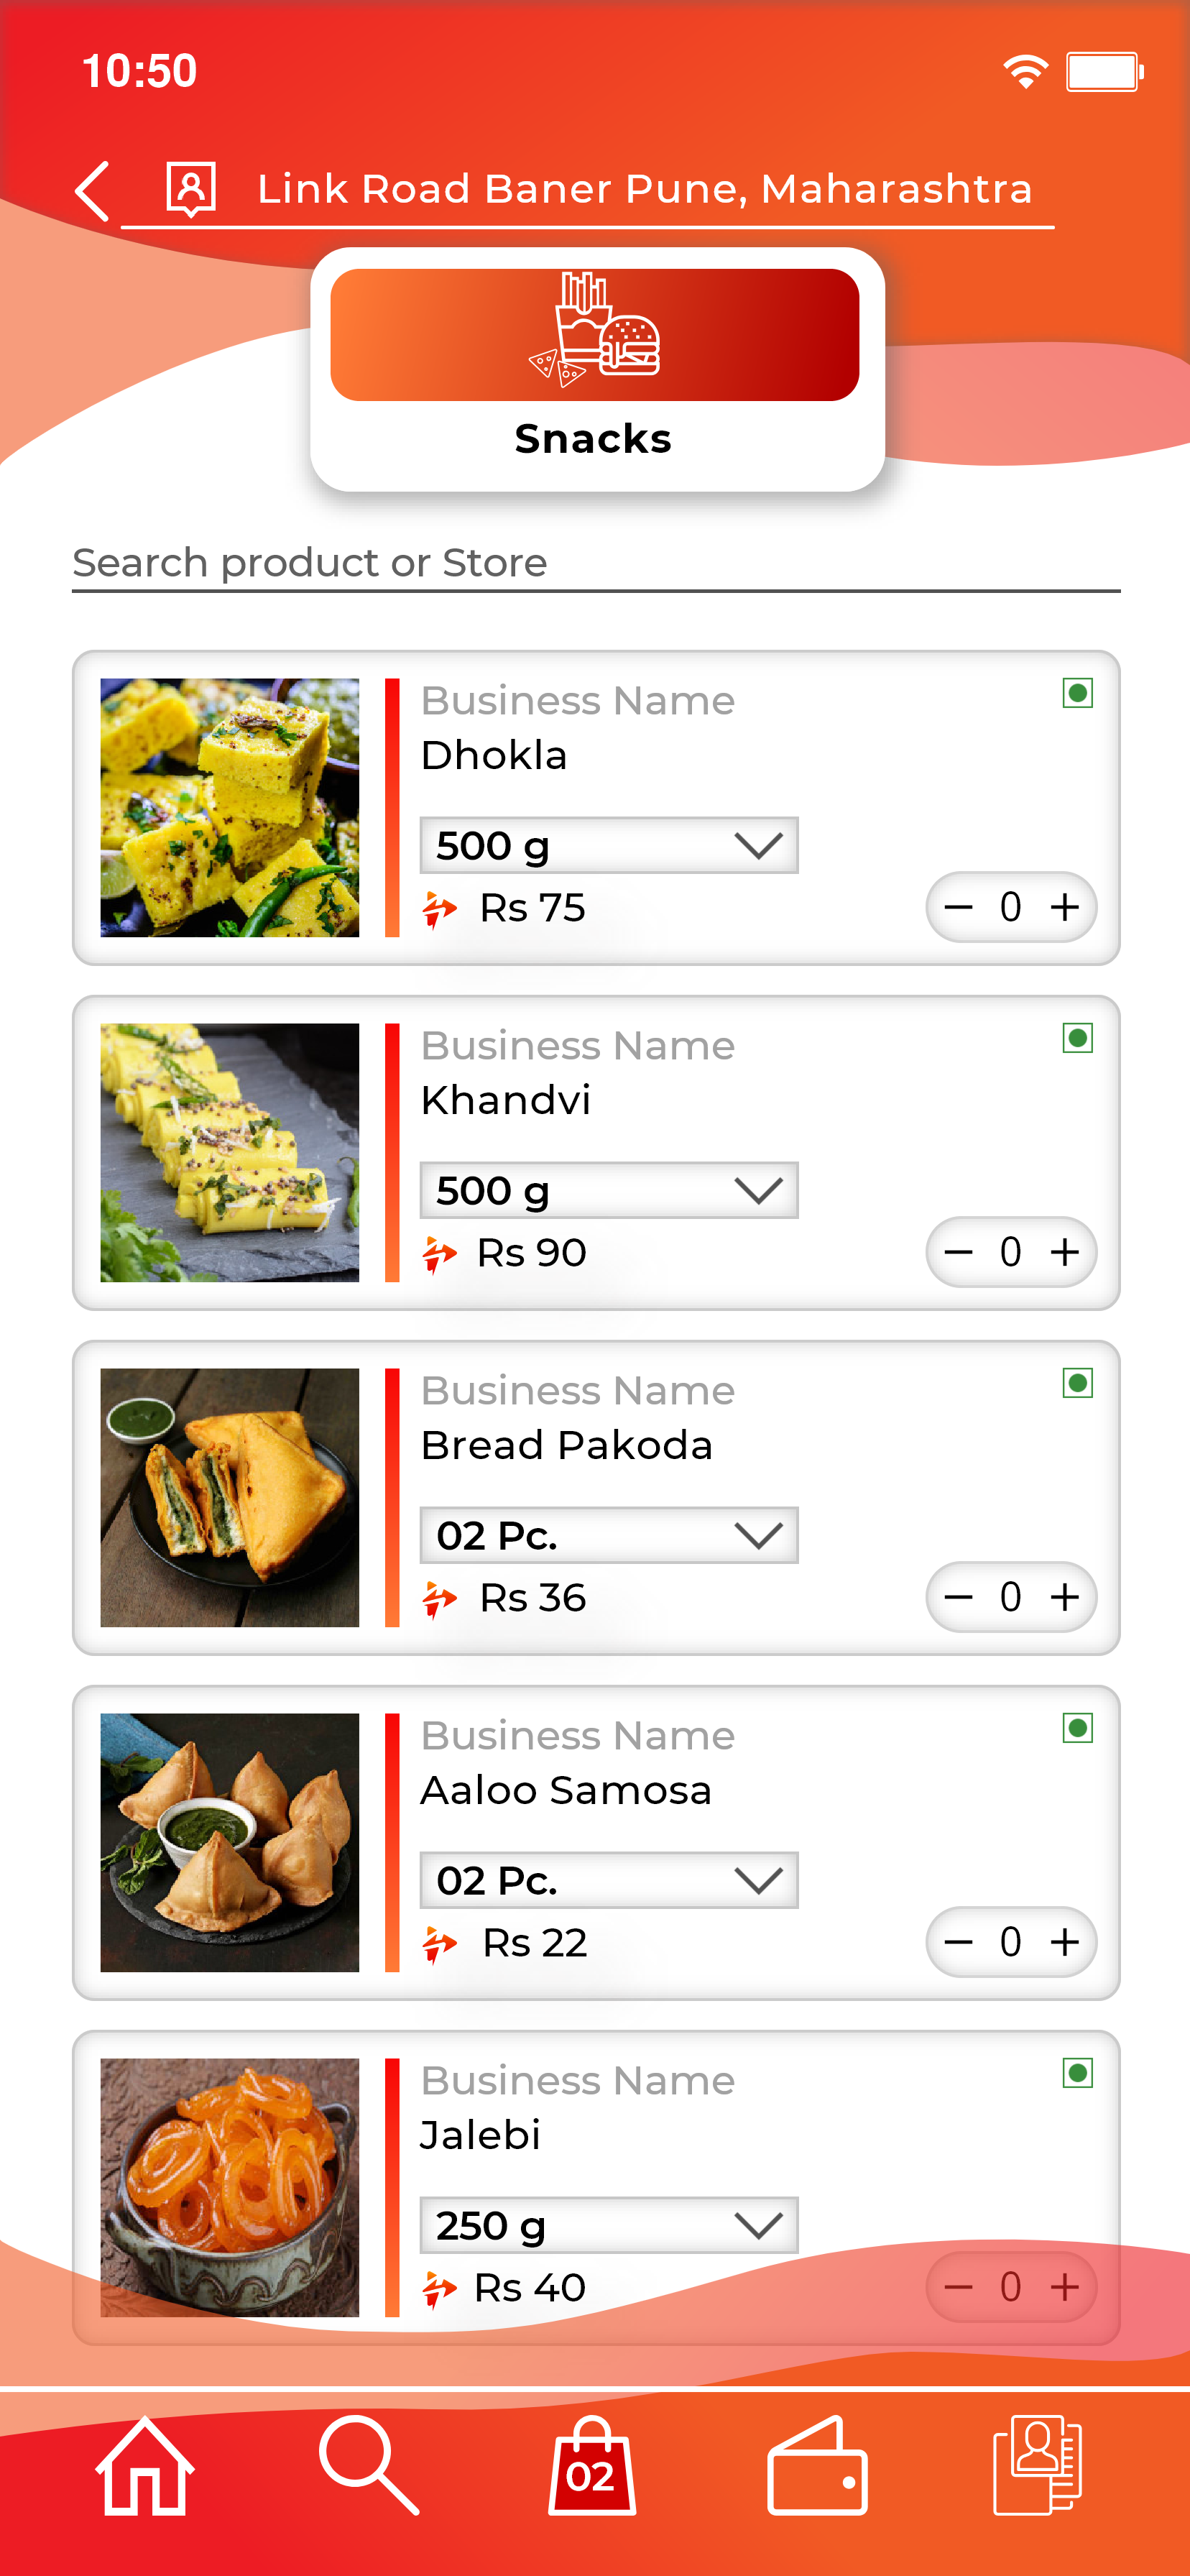 10:50
Link Road Baner Pune, Maharashtra
Snacks
Search product or Store
Business Name
Dhokla
500 g
Rs 75
− 0 +
Business Name
Khandvi
500 g
Rs 90
− 0 +
Business Name
Bread Pakoda
02 Pc.
Rs 36
− 0 +
Business Name
Aaloo Samosa
02 Pc.
Rs 22
− 0 +
Business Name
Jalebi
250 g
Rs 40
− 0 +
02